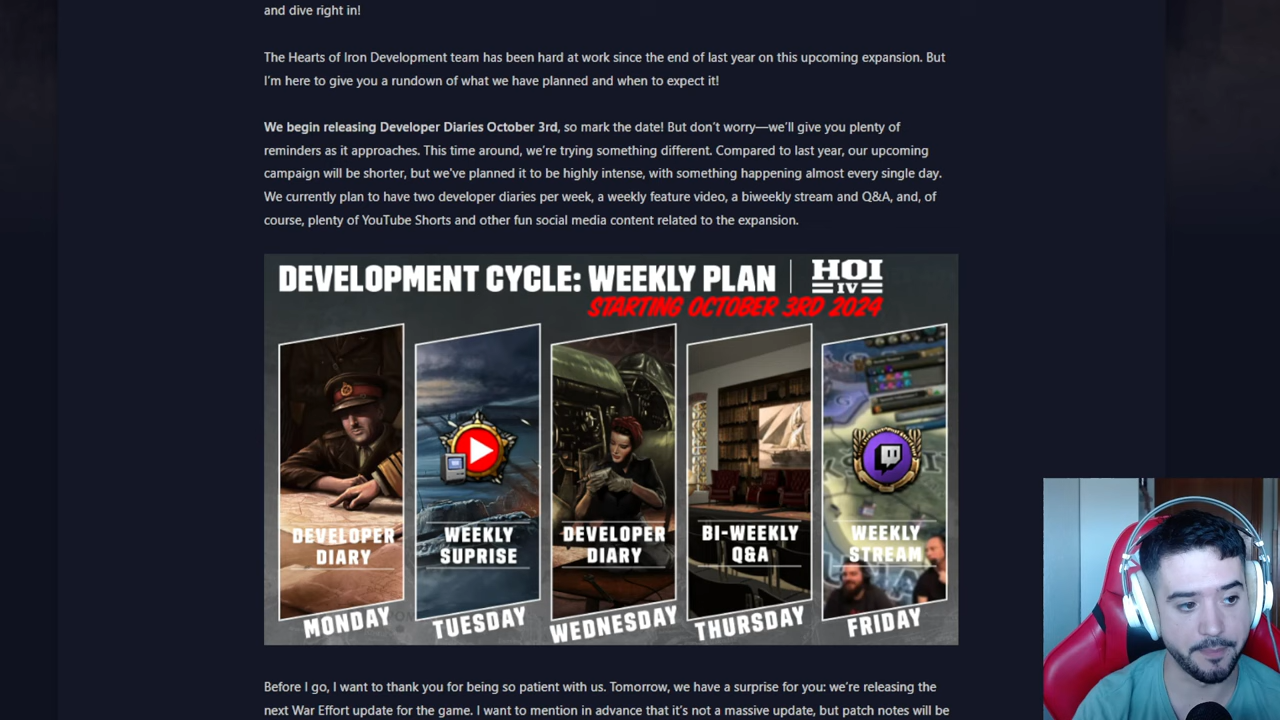 and dive right in!
The Hearts of Iron Development team has been hard at work since the end of last year on this upcoming expansion. But
I'm here to give you a rundown of what we have planned and when to expect it!
We begin releasing Developer Diaries October 3rd, so mark the date! But don't worry—we'll give you plenty of
reminders as it approaches. This time around, we're trying something different. Compared to last year, our upcoming
campaign will be shorter, but we've planned it to be highly intense, with something happening almost every single day.
We currently plan to have two developer diaries per week, a weekly feature video, a biweekly stream and Q&A, and, of
course, plenty of YouTube Shorts and other fun social media content related to the expansion.
DEVELOPMENT CYCLE: WEEKLY PLAN
HOI
IV
STARTING OCTOBER 3RD 2024
DEVELOPER
DIARY
MONDAY
WEEKLY
SUPRISE
TUESDAY
DEVELOPER
DIARY
WEDNESDAY
BI-WEEKLY
Q&A
THURSDAY
WEEKLY
STREAM
FRIDAY
Before I go, I want to thank you for being so patient with us. Tomorrow, we have a surprise for you: we're releasing the
next War Effort update for the game. I want to mention in advance that it's not a massive update, but patch notes will be